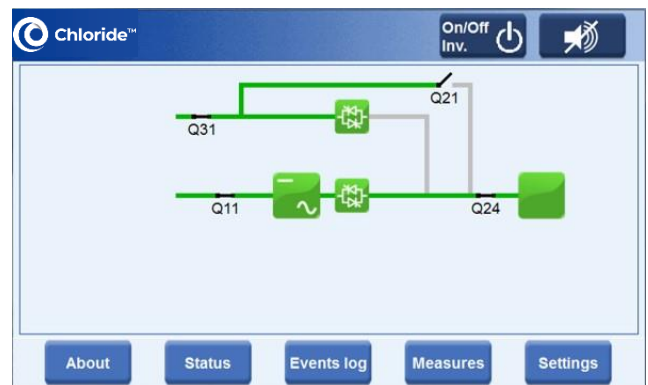 Chloride™
On/Off
Inv.
Q21
Q31
Q11
Q24
About
Status
Events log
Measures
Settings